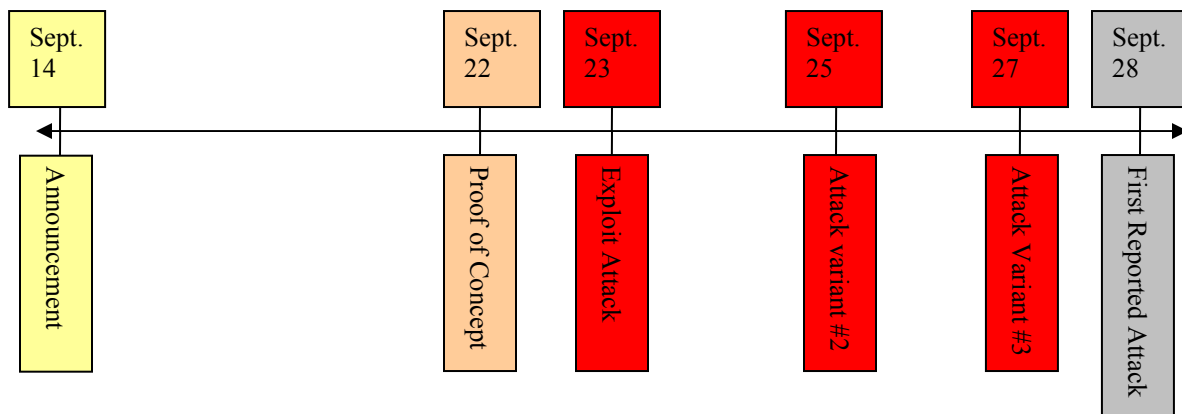 Sept.
14
Sept.
22
Sept.
23
Sept.
25
Sept.
27
Sept.
28
Announcement
Proof of Concept
Exploit Attack
Attack variant #2
Attack Variant #3
First Reported Attack